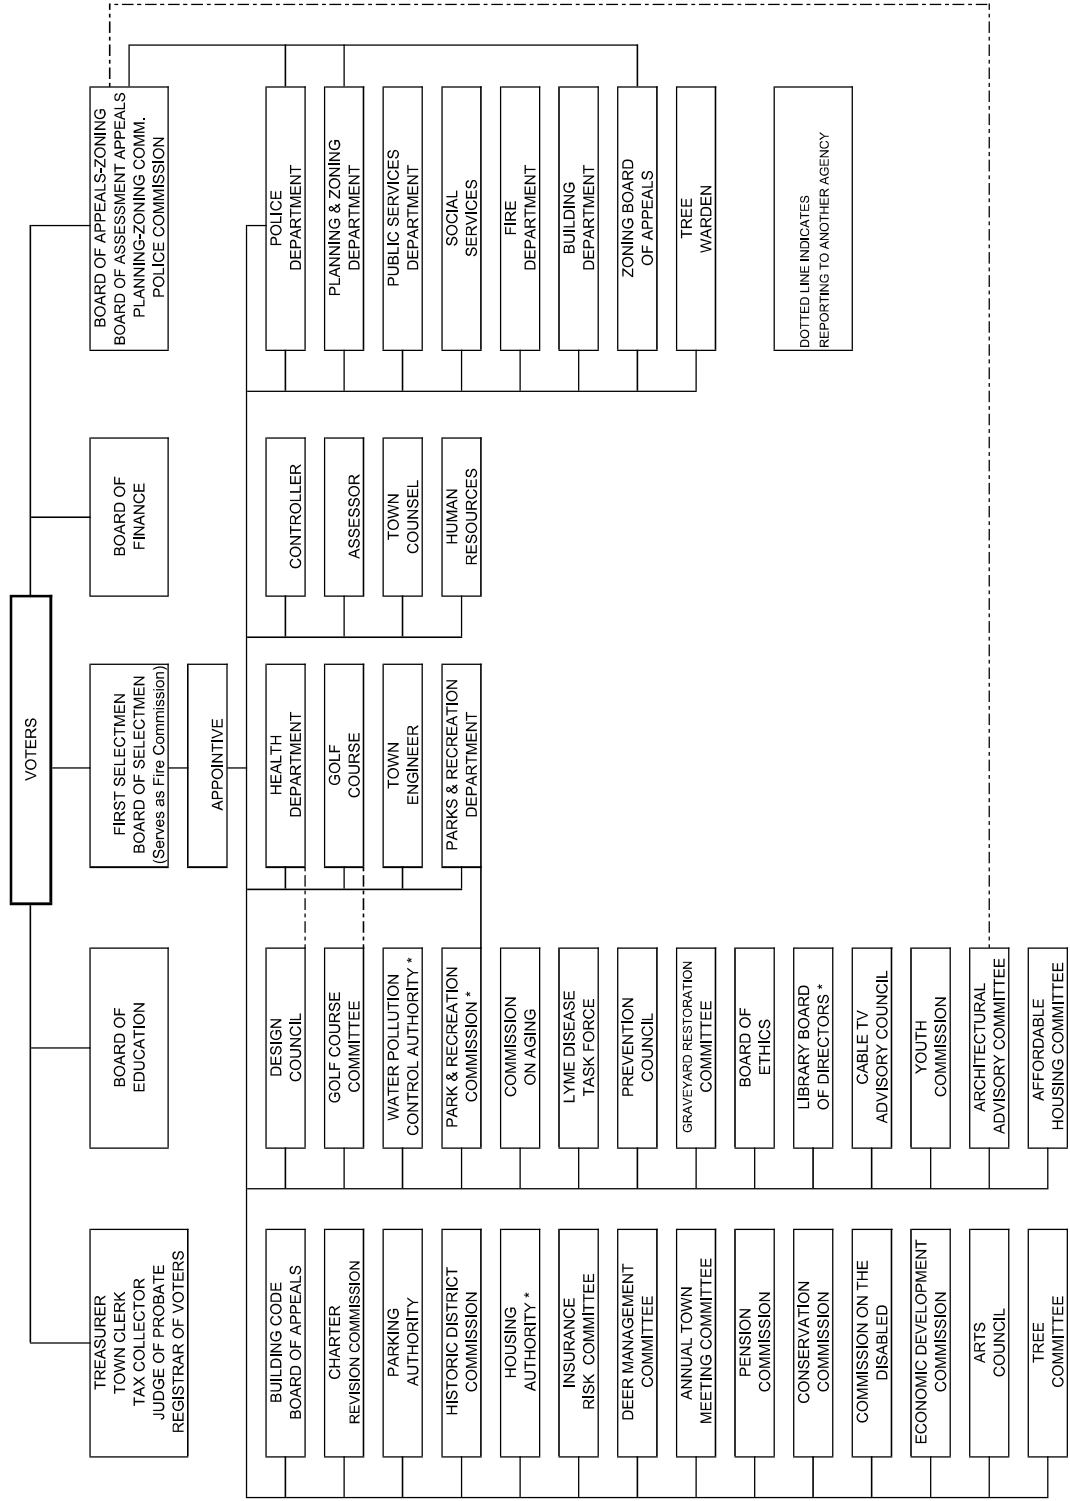 VOTERS
TREASURER
TOWN CLERK
TAX COLLECTOR
JUDGE OF PROBATE
REGISTRAR OF VOTERS
BOARD OF
EDUCATION
FIRST SELECTMEN
BOARD OF SELECTMEN
(Serves as Fire Commission)
BOARD OF
FINANCE
BOARD OF APPEALS-ZONING
BOARD OF ASSESSMENT APPEALS
PLANNING-ZONING COMM.
POLICE COMMISSION
APPOINTIVE
BUILDING CODE
BOARD OF APPEALS
CHARTER
REVISION COMMISSION
PARKING
AUTHORITY
HISTORIC DISTRICT
COMMISSION
HOUSING
AUTHORITY *
INSURANCE
RISK COMMITTEE
DEER MANAGEMENT
COMMITTEE
ANNUAL TOWN
MEETING COMMITTEE
PENSION
COMMISSION
CONSERVATION
COMMISSION
COMMISSION ON THE
DISABLED
ECONOMIC DEVELOPMENT
COMMISSION
ARTS
COUNCIL
TREE
COMMITTEE
DESIGN
COUNCIL
GOLF COURSE
COMMITTEE
WATER POLLUTION
CONTROL AUTHORITY *
PARK & RECREATION
COMMISSION *
COMMISSION
ON AGING
LYME DISEASE
TASK FORCE
PREVENTION
COUNCIL
GRAVEYARD RESTORATION
COMMITTEE
BOARD OF
ETHICS
LIBRARY BOARD
OF DIRECTORS *
CABLE TV
ADVISORY COUNCIL
YOUTH
COMMISSION
ARCHITECTURAL
ADVISORY COMMITTEE
AFFORDABLE
HOUSING COMMITTEE
HEALTH
DEPARTMENT
GOLF
COURSE
TOWN
ENGINEER
PARKS & RECREATION
DEPARTMENT
CONTROLLER
ASSESSOR
TOWN
COUNSEL
HUMAN
RESOURCES
POLICE
DEPARTMENT
PLANNING & ZONING
DEPARTMENT
PUBLIC SERVICES
DEPARTMENT
SOCIAL
SERVICES
FIRE
DEPARTMENT
BUILDING
DEPARTMENT
ZONING BOARD
OF APPEALS
TREE
WARDEN
DOTTED LINE INDICATES
REPORTING TO ANOTHER AGENCY